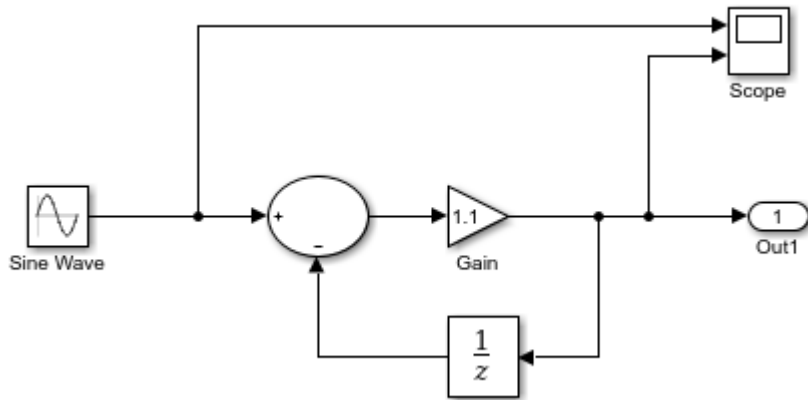 Scope
+
−
1.1
1
Sine Wave
Gain
Out1
1
z